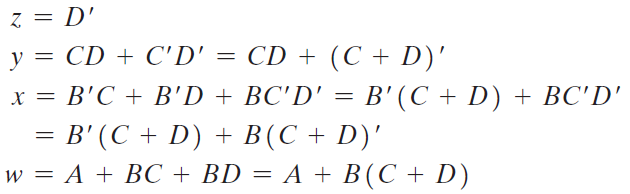 z = D'
y = CD + C'D' = CD + (C + D)'
x = B'C + B'D + BC'D' = B'(C + D) + BC'D'
= B'(C + D) + B(C + D)'
w = A + BC + BD = A + B(C + D)